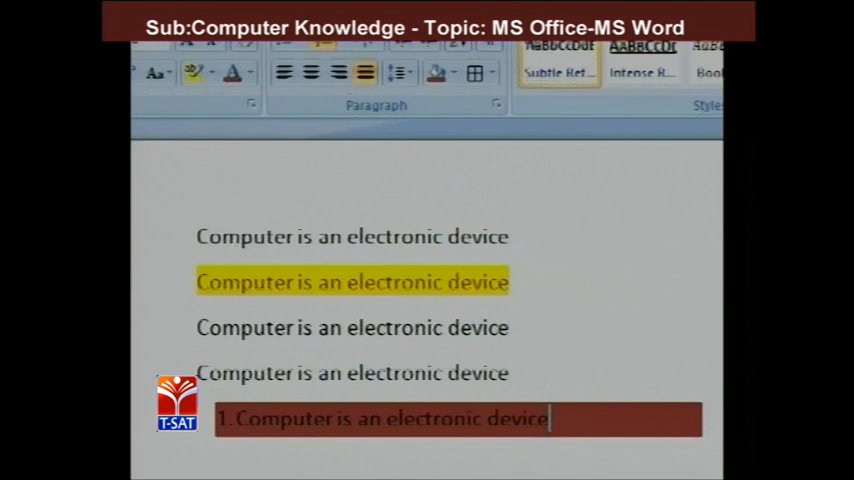 Sub:Computer Knowledge - Topic: MS Office-MS Word
Aa
A
Subtle Ref...
Intense R...
Book
Paragraph
Styles
Computer is an electronic device
Computer is an electronic device
Computer is an electronic device
Computer is an electronic device
1. Computer is an electronic device
T-SAT